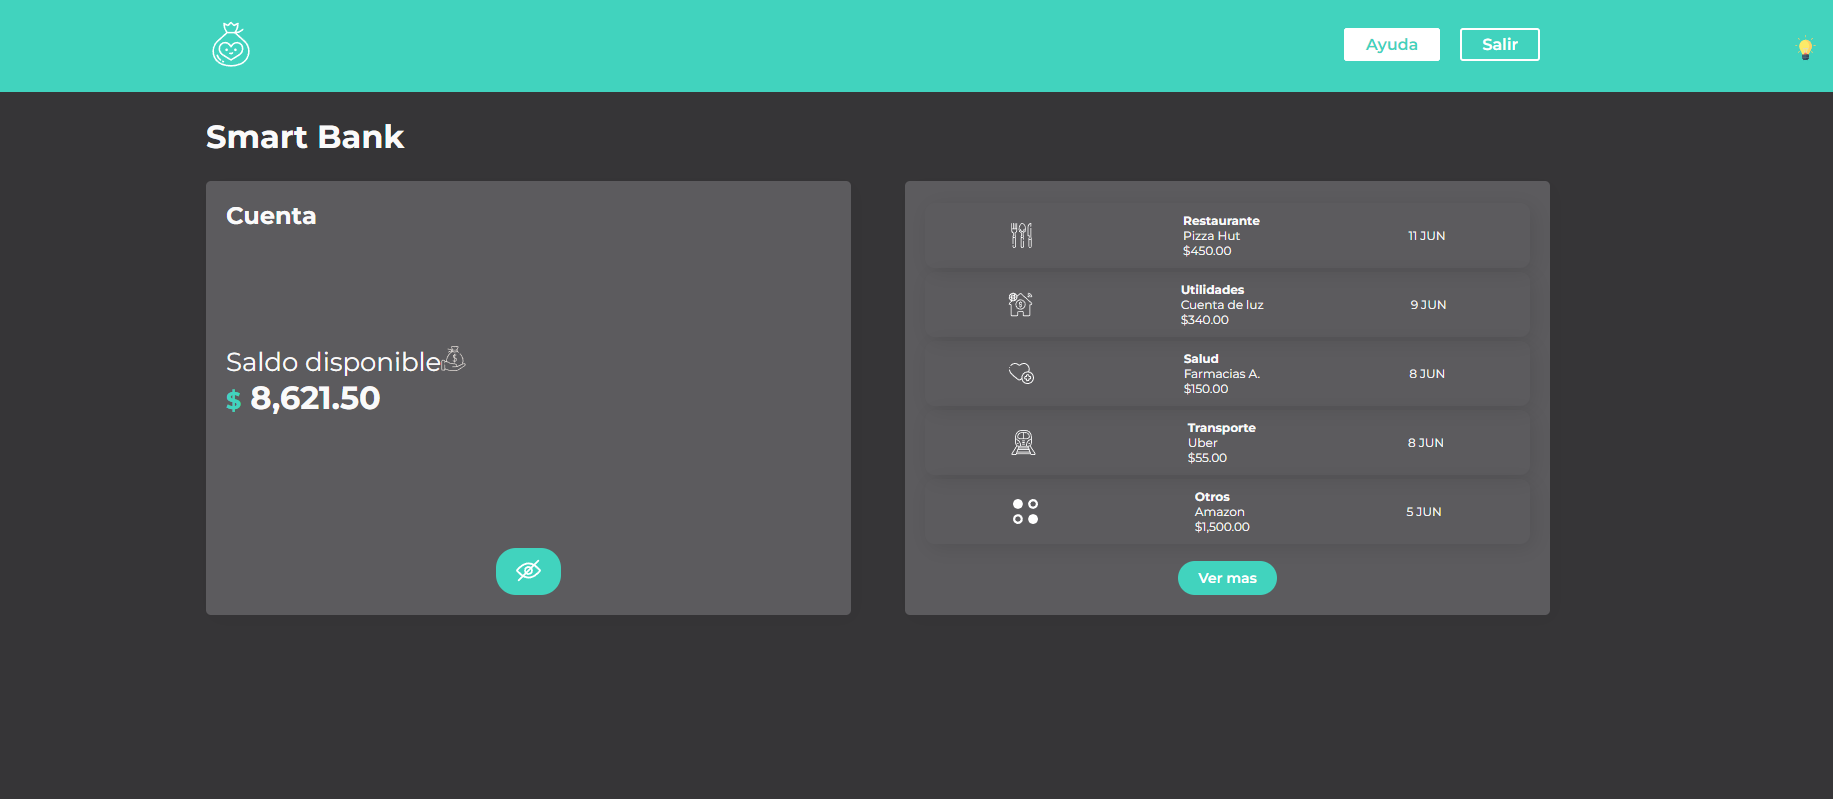 Ayuda
Salir
Smart Bank
Cuenta
Saldo disponible
$ 8,621.50
Restaurante
Pizza Hut
$450.00
11 JUN
Utilidades
Cuenta de luz
$340.00
9 JUN
Salud
Farmacias A.
$150.00
8 JUN
Transporte
Uber
$55.00
8 JUN
Otros
Amazon
$1,500.00
5 JUN
Ver mas